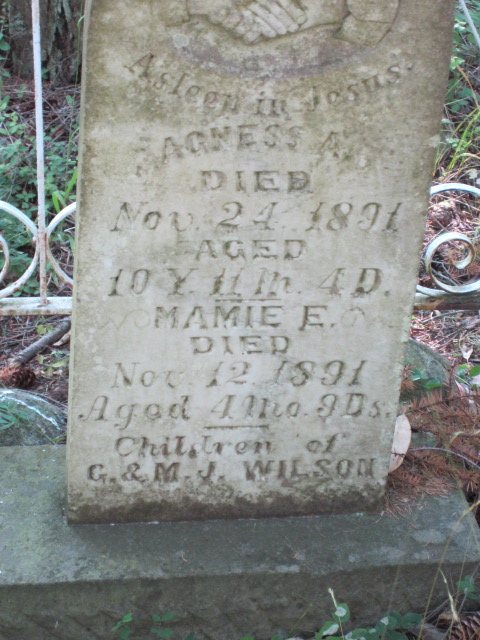 Asleep in Jesus.
AGNESS A.
DIED
Nov. 24. 1891
AGED
10 Y. 11 M. 4 D.
MAMIE E.
DIED
Nov. 12. 1891
Aged 4 Mo. 9 Ds.
Children of
G. & M. J. WILSON